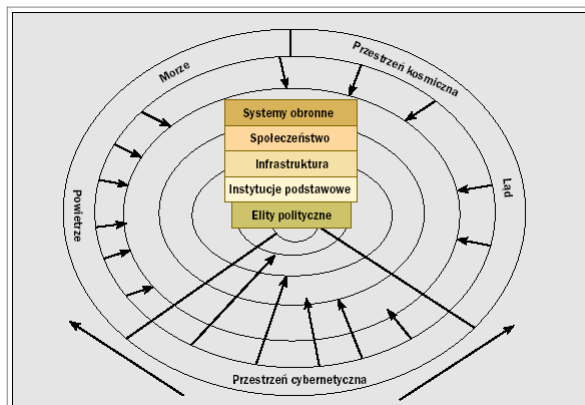 Morze
Przestrzeń kosmiczna
Systemy obronne
Społeczeństwo
Infrastruktura
Instytucje podstawowe
Elity polityczne
Powietrze
Ląd
Przestrzeń cybernetyczna